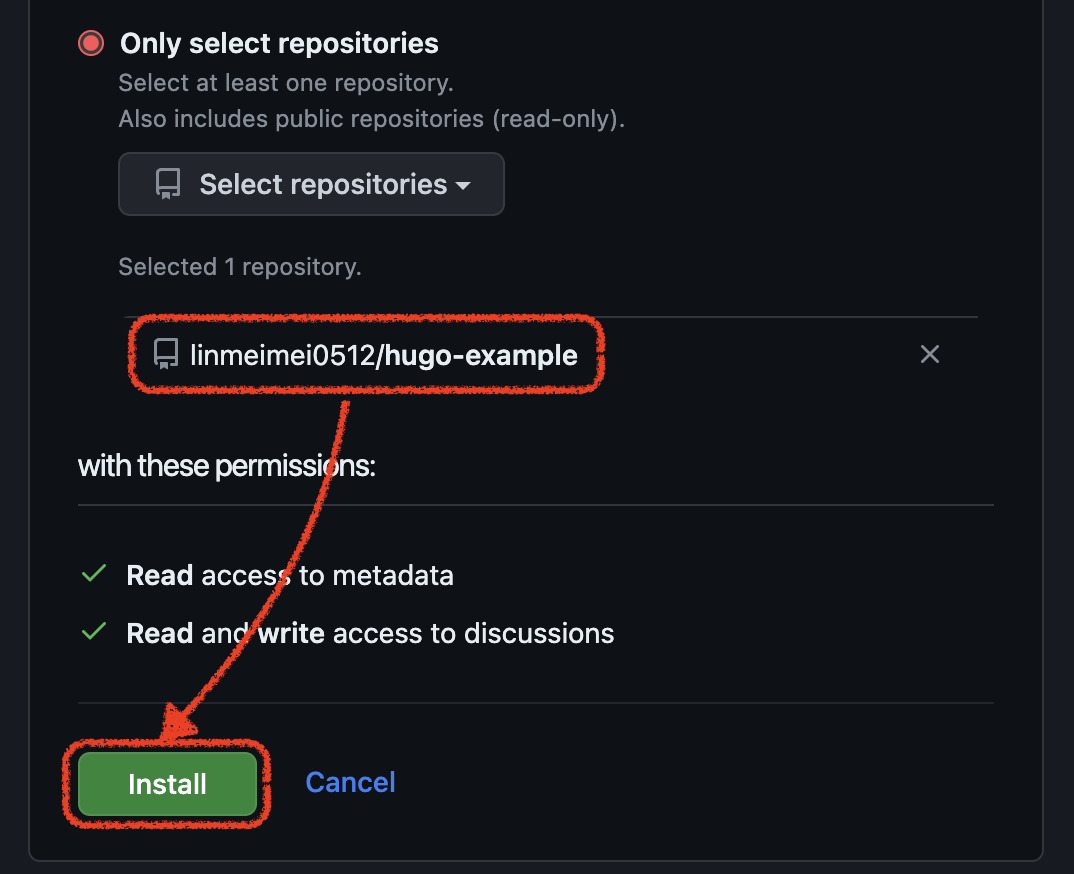 Only select repositories
Select at least one repository.
Also includes public repositories (read-only).
Select repositories
Selected 1 repository.
linmeimei0512/hugo-example
with these permissions:
Read access to metadata
Read and write access to discussions
Install
Cancel